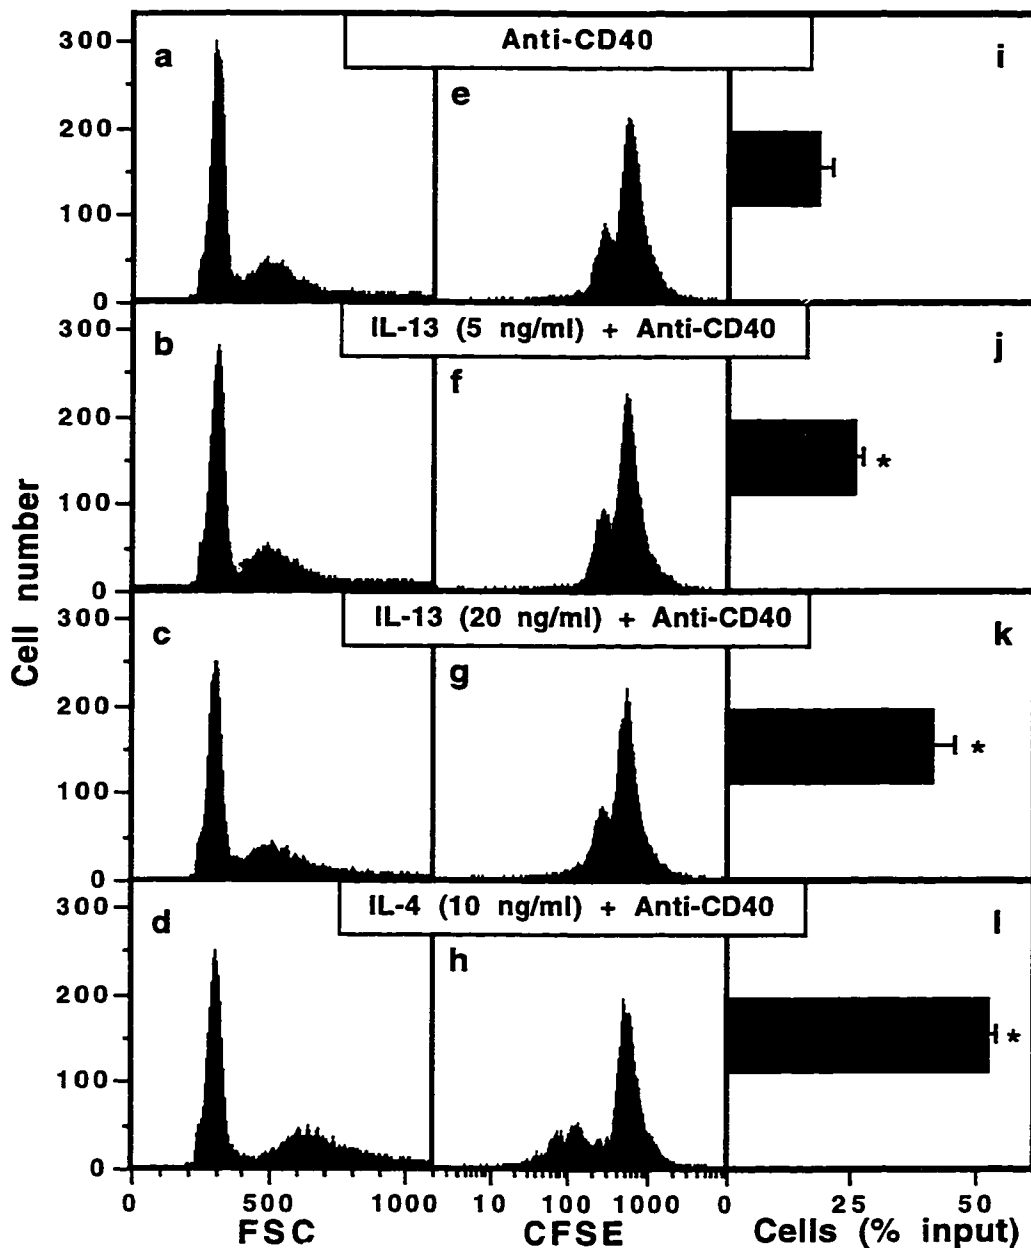 Anti-CD40
300
a
e
i
200
100
0
IL-13 (5 ng/ml) + Anti-CD40
300
b
f
j
200
*
100
0
IL-13 (20 ng/ml) + Anti-CD40
300
c
g
k
200
*
100
0
IL-4 (10 ng/ml) + Anti-CD40
300
d
h
l
200
*
100
0
Cell number
0 500 1000 10 100 1000 0 25 50
FSC CFSE Cells (% input)